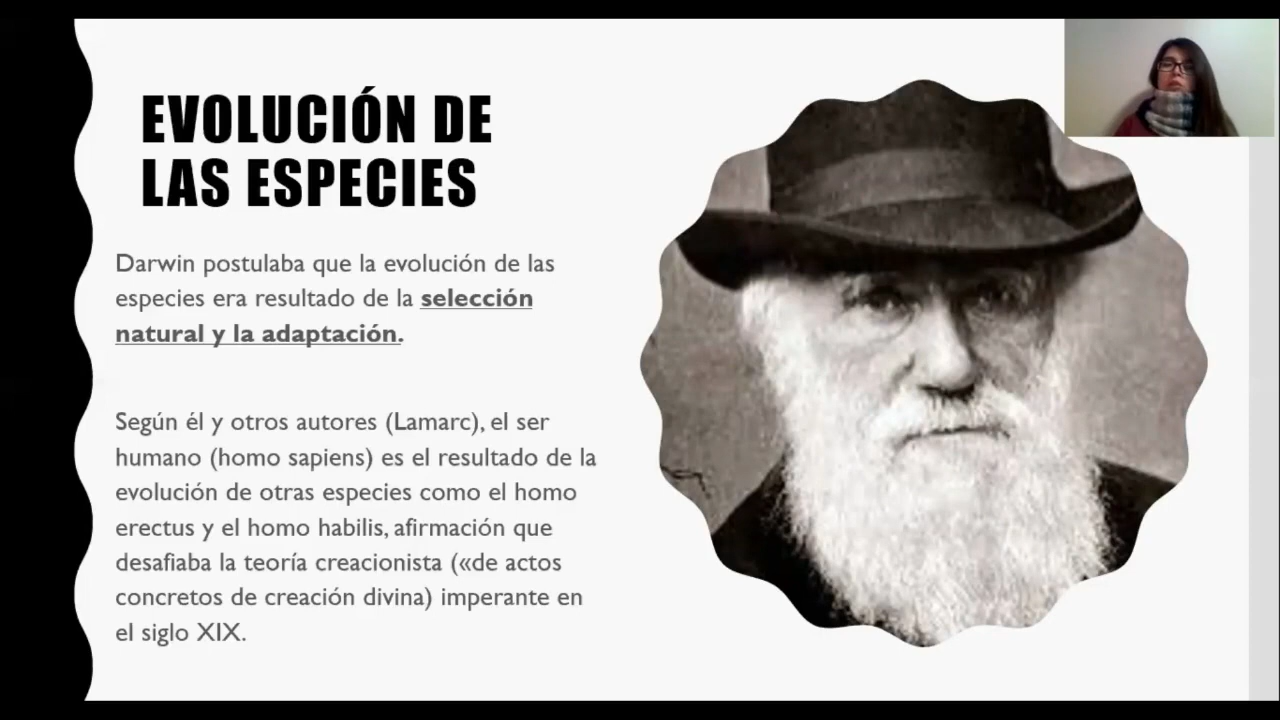 EVOLUCIÓN DE
LAS ESPECIES
Darwin postulaba que la evolución de las
especies era resultado de la selección
natural y la adaptación.
Según él y otros autores (Lamarc), el ser
humano (homo sapiens) es el resultado de la
evolución de otras especies como el homo
erectus y el homo habilis, afirmación que
desafiaba la teoría creacionista («de actos
concretos de creación divina) imperante en
el siglo XIX.